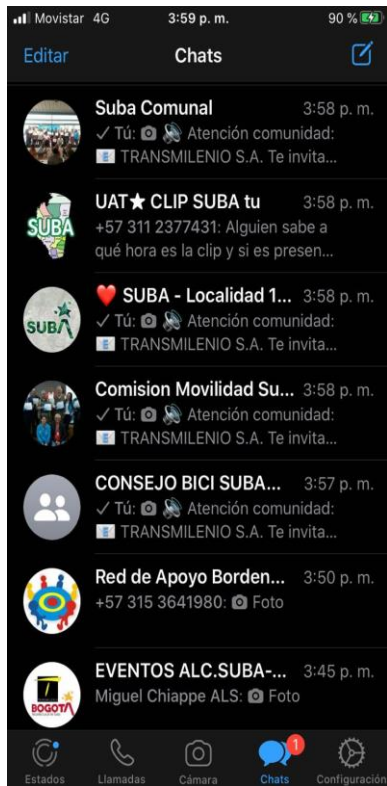 Movistar 4G 3:59 p. m. 90 %
Editar Chats
Suba Comunal 3:58 p. m.
✓ Tú: 📷 🔊 Atención comunidad:
📧 TRANSMILENIO S.A. Te invita...
SUBA
UAT★ CLIP SUBA tu 3:58 p. m.
+57 311 2377431: Alguien sabe a
qué hora es la clip y si es presen...
SUBA
❤️ SUBA - Localidad 1... 3:58 p. m.
✓ Tú: 📷 🔊 Atención comunidad:
📧 TRANSMILENIO S.A. Te invita...
Comision Movilidad Su... 3:58 p. m.
✓ Tú: 📷 🔊 Atención comunidad:
📧 TRANSMILENIO S.A. Te invita...
CONSEJO BICI SUBA... 3:57 p. m.
✓ Tú: 📷 🔊 Atención comunidad:
📧 TRANSMILENIO S.A. Te invita...
Red de Apoyo Borden... 3:50 p. m.
+57 315 3641980: 📷 Foto
BOGOTÁ
EVENTOS ALC.SUBA-... 3:45 p. m.
Miguel Chiappe ALS: 📷 Foto
1
Estados Llamadas Cámara Chats Configuración